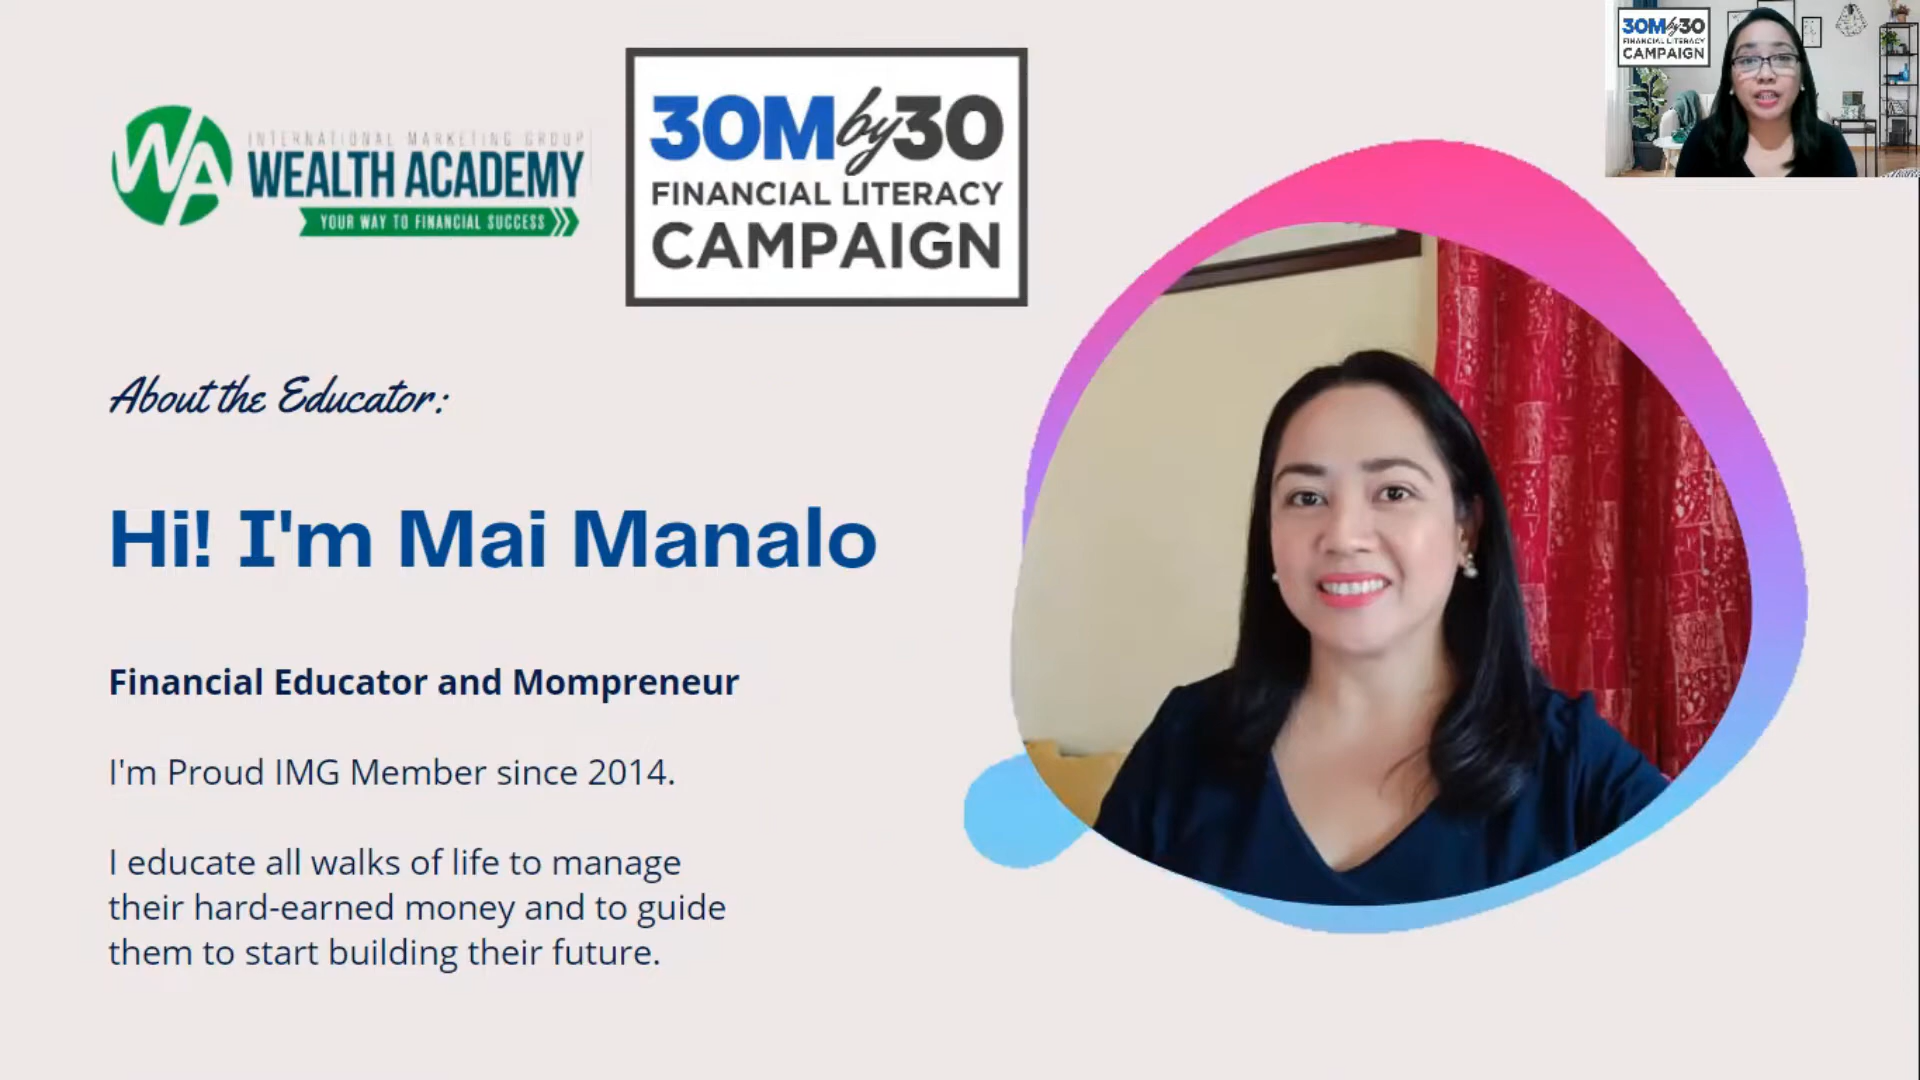 WA
INTERNATIONAL MARKETING GROUP
WEALTH ACADEMY
YOUR WAY TO FINANCIAL SUCCESS
30M by 30
FINANCIAL LITERACY
CAMPAIGN
30M by 30
FINANCIAL LITERACY
CAMPAIGN
About the Educator:
Hi! I'm Mai Manalo
Financial Educator and Mompreneur
I'm Proud IMG Member since 2014.
I educate all walks of life to manage
their hard-earned money and to guide
them to start building their future.